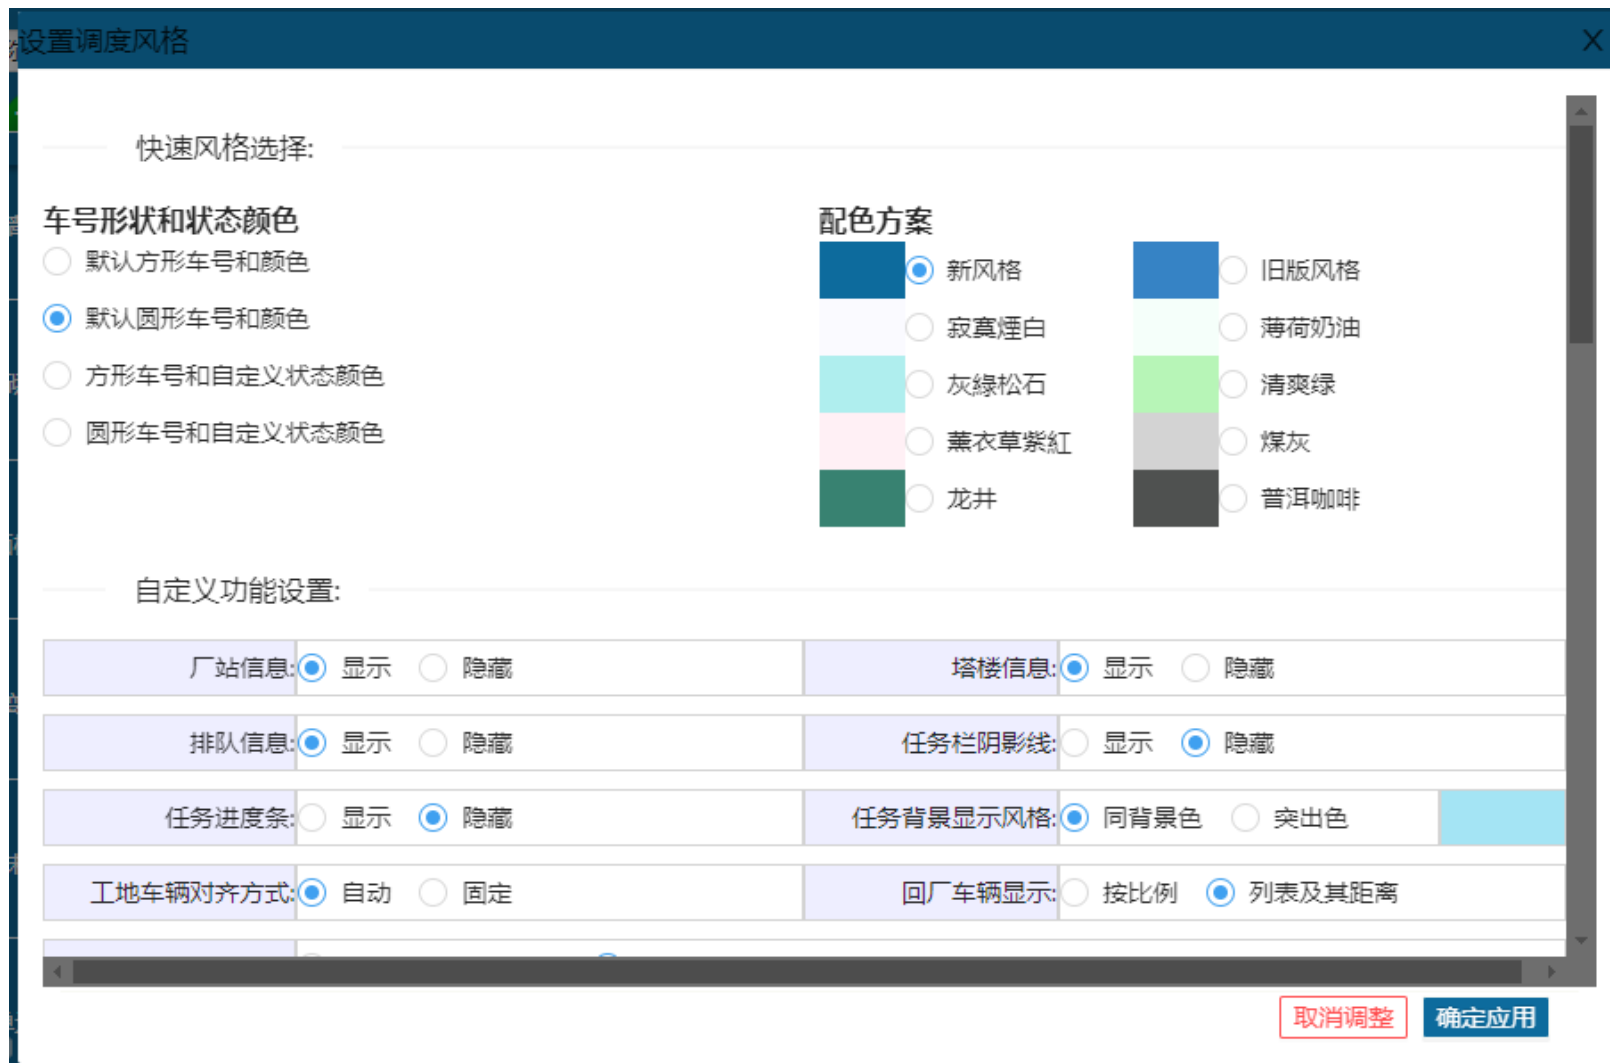 设置调度风格 X
快速风格选择:
车号形状和状态颜色
默认方形车号和颜色
默认圆形车号和颜色
方形车号和自定义状态颜色
圆形车号和自定义状态颜色
配色方案
新风格 旧版风格
寂寞煙白 薄荷奶油
灰綠松石 清爽绿
薰衣草紫紅 煤灰
龙井 普洱咖啡
自定义功能设置:
厂站信息: 显示 隐藏 塔楼信息: 显示 隐藏
排队信息: 显示 隐藏 任务栏阴影线: 显示 隐藏
任务进度条: 显示 隐藏 任务背景显示风格: 同背景色 突出色
工地车辆对齐方式: 自动 固定 回厂车辆显示: 按比例 列表及其距离
取消调整 确定应用